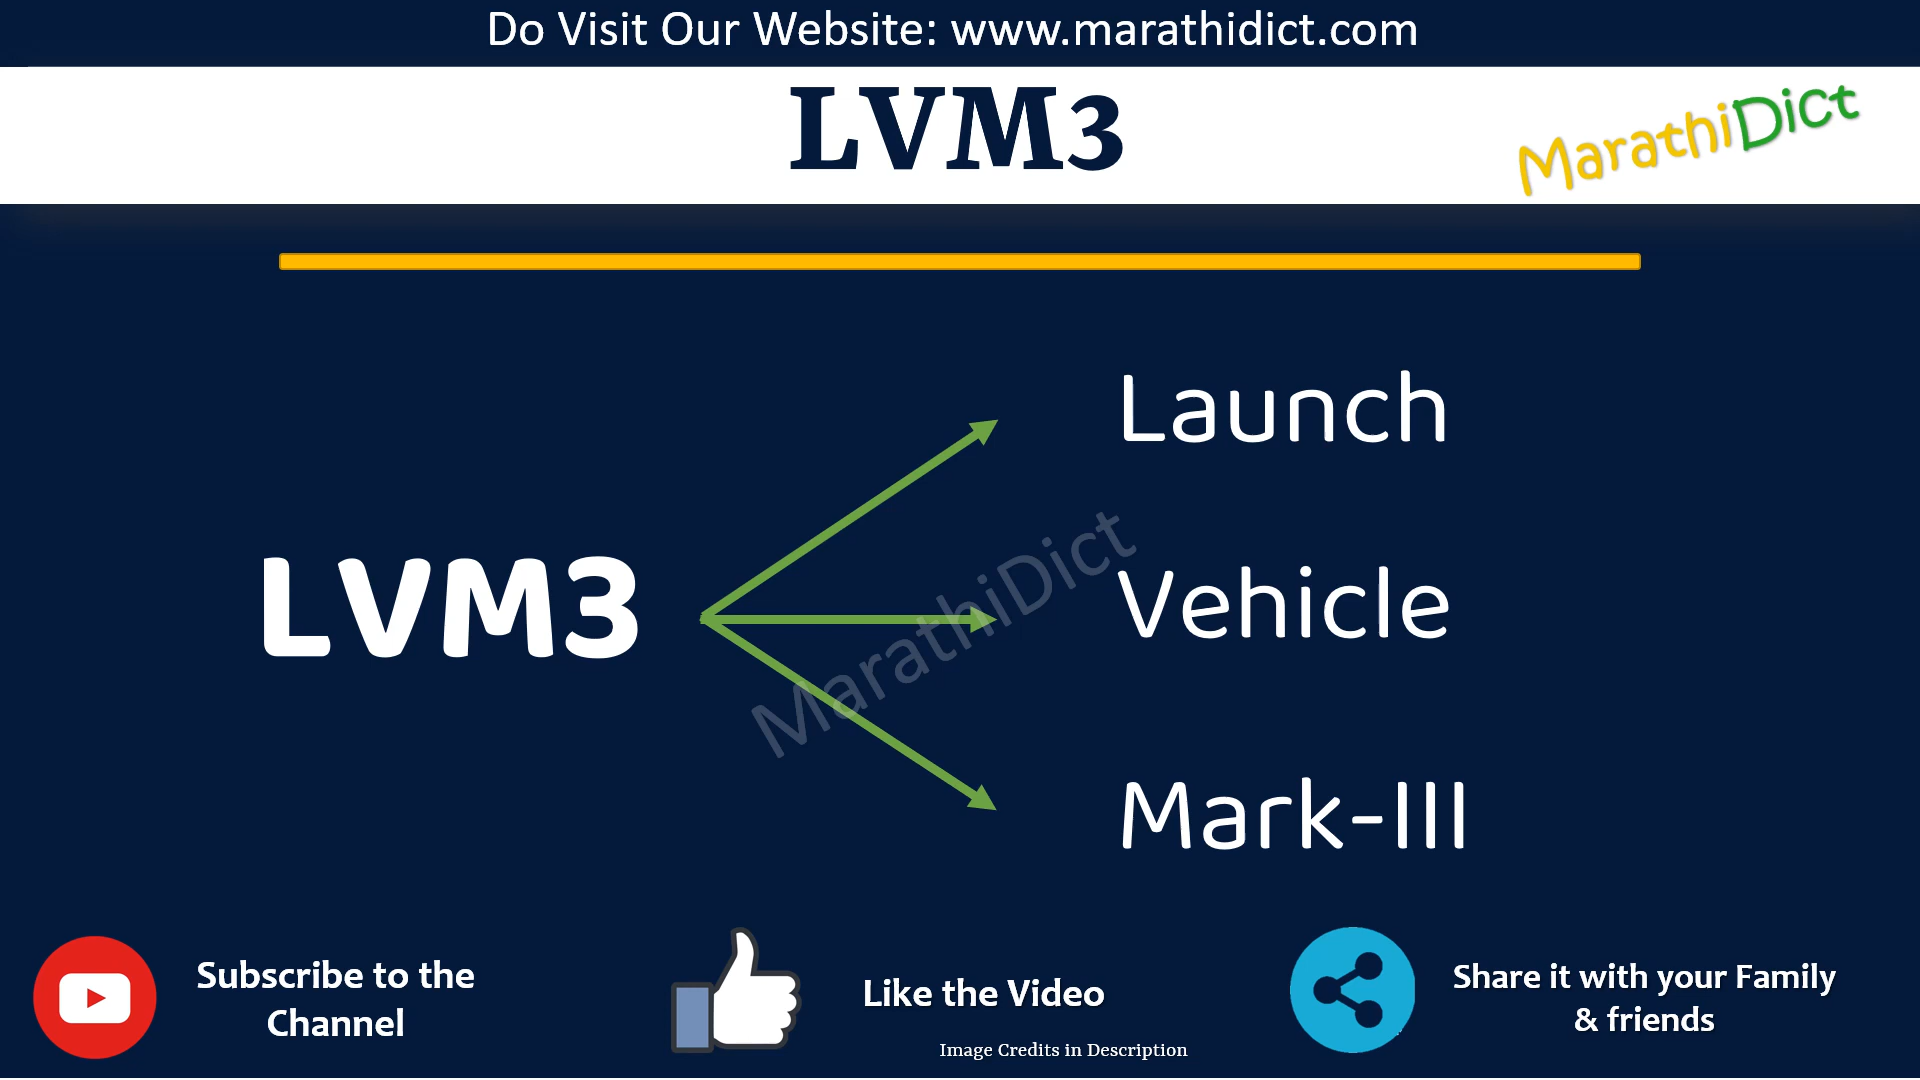 Do Visit Our Website: www.marathidict.com
LVM3
MarathiDict
Launch
LVM3
Vehicle
MarathiDict
Mark-III
Subscribe to the
Channel
Like the Video
Share it with your Family
& friends
Image Credits in Description